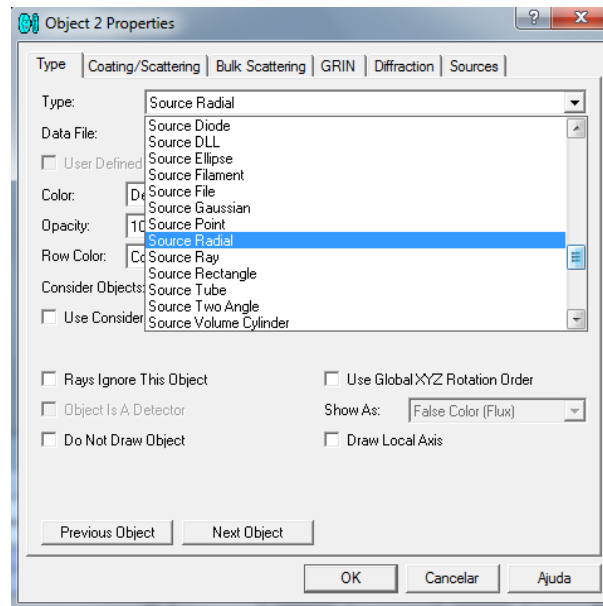 Object 2 Properties
Type Coating/Scattering Bulk Scattering GRIN Diffraction Sources
Type: Source Radial
Data File:
Source Diode
Source DLL
Source Ellipse
Source Filament
Source File
Source Gaussian
Source Point
Source Radial
Source Ray
Source Rectangle
Source Tube
Source Two Angle
Source Volume Cylinder
User Defined
Color: De
Opacity: 10
Row Color: Co
Consider Objects:
Use Consider
Rays Ignore This Object Use Global XYZ Rotation Order
Object Is A Detector Show As: False Color (Flux)
Do Not Draw Object Draw Local Axis
Previous Object Next Object
OK Cancelar Ajuda